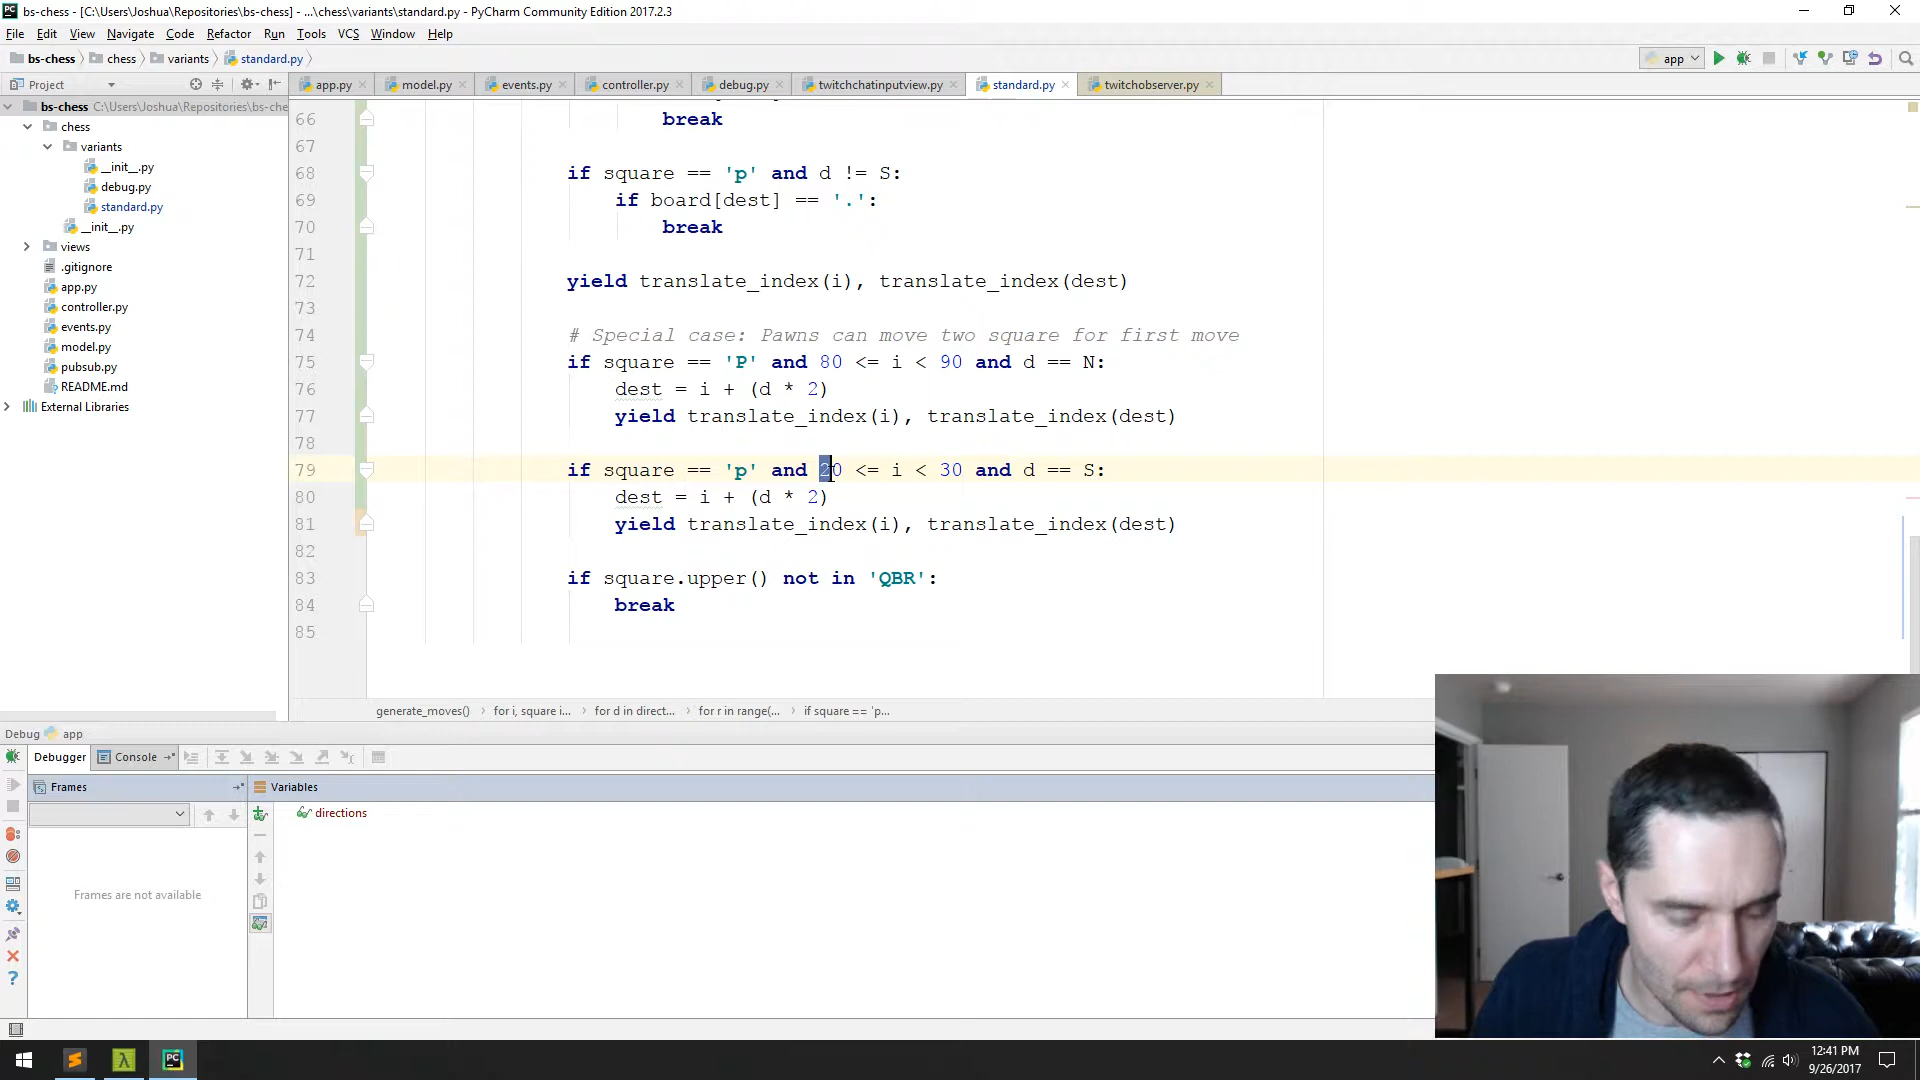 bs-chess - [C:\Users\Joshua\Repositories\bs-chess] - ...\chess\variants\standard.py - PyCharm Community Edition 2017.2.3
File Edit View Navigate Code Refactor Run Tools VCS Window Help
bs-chess chess variants standard.py app
Project app.py model.py events.py controller.py debug.py twitchchatinputview.py standard.py twitchobserver.py
bs-chess C:\Users\Joshua\Repositories\bs-che
chess
variants
__init__.py
debug.py
standard.py
__init__.py
views
.gitignore
app.py
controller.py
events.py
model.py
pubsub.py
README.md
External Libraries
66 break
67
68 if square == 'p' and d != S:
69 if board[dest] == '.':
70 break
71
72 yield translate_index(i), translate_index(dest)
73
74 # Special case: Pawns can move two square for first move
75 if square == 'P' and 80 <= i < 90 and d == N:
76 dest = i + (d * 2)
77 yield translate_index(i), translate_index(dest)
78
79 if square == 'p' and 20 <= i < 30 and d == S:
80 dest = i + (d * 2)
81 yield translate_index(i), translate_index(dest)
82
83 if square.upper() not in 'QBR':
84 break
85
generate_moves() for i, square i... for d in direct... for r in range(... if square == 'p...
Debug app
Debugger Console
Frames Variables
directions
Frames are not available
12:41 PM
9/26/2017